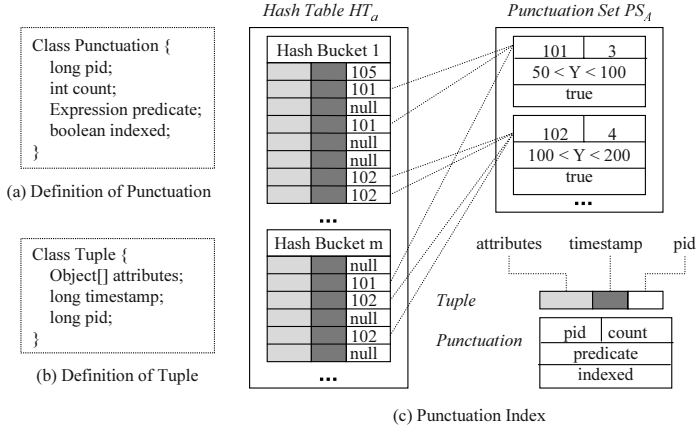 Class Punctuation {
long pid;
int count;
Expression predicate;
boolean indexed;
}
(a) Definition of Punctuation
Class Tuple {
Object[] attributes;
long timestamp;
long pid;
}
(b) Definition of Tuple
Hash Table HTa
Hash Bucket 1
105
101
null
101
null
null
102
102
...
Hash Bucket m
null
101
102
null
102
null
...
Punctuation Set PSA
101 3
50 < Y < 100
true
102 4
100 < Y < 200
true
...
attributes timestamp pid
Tuple
Punctuation
pid count
predicate
indexed
(c) Punctuation Index